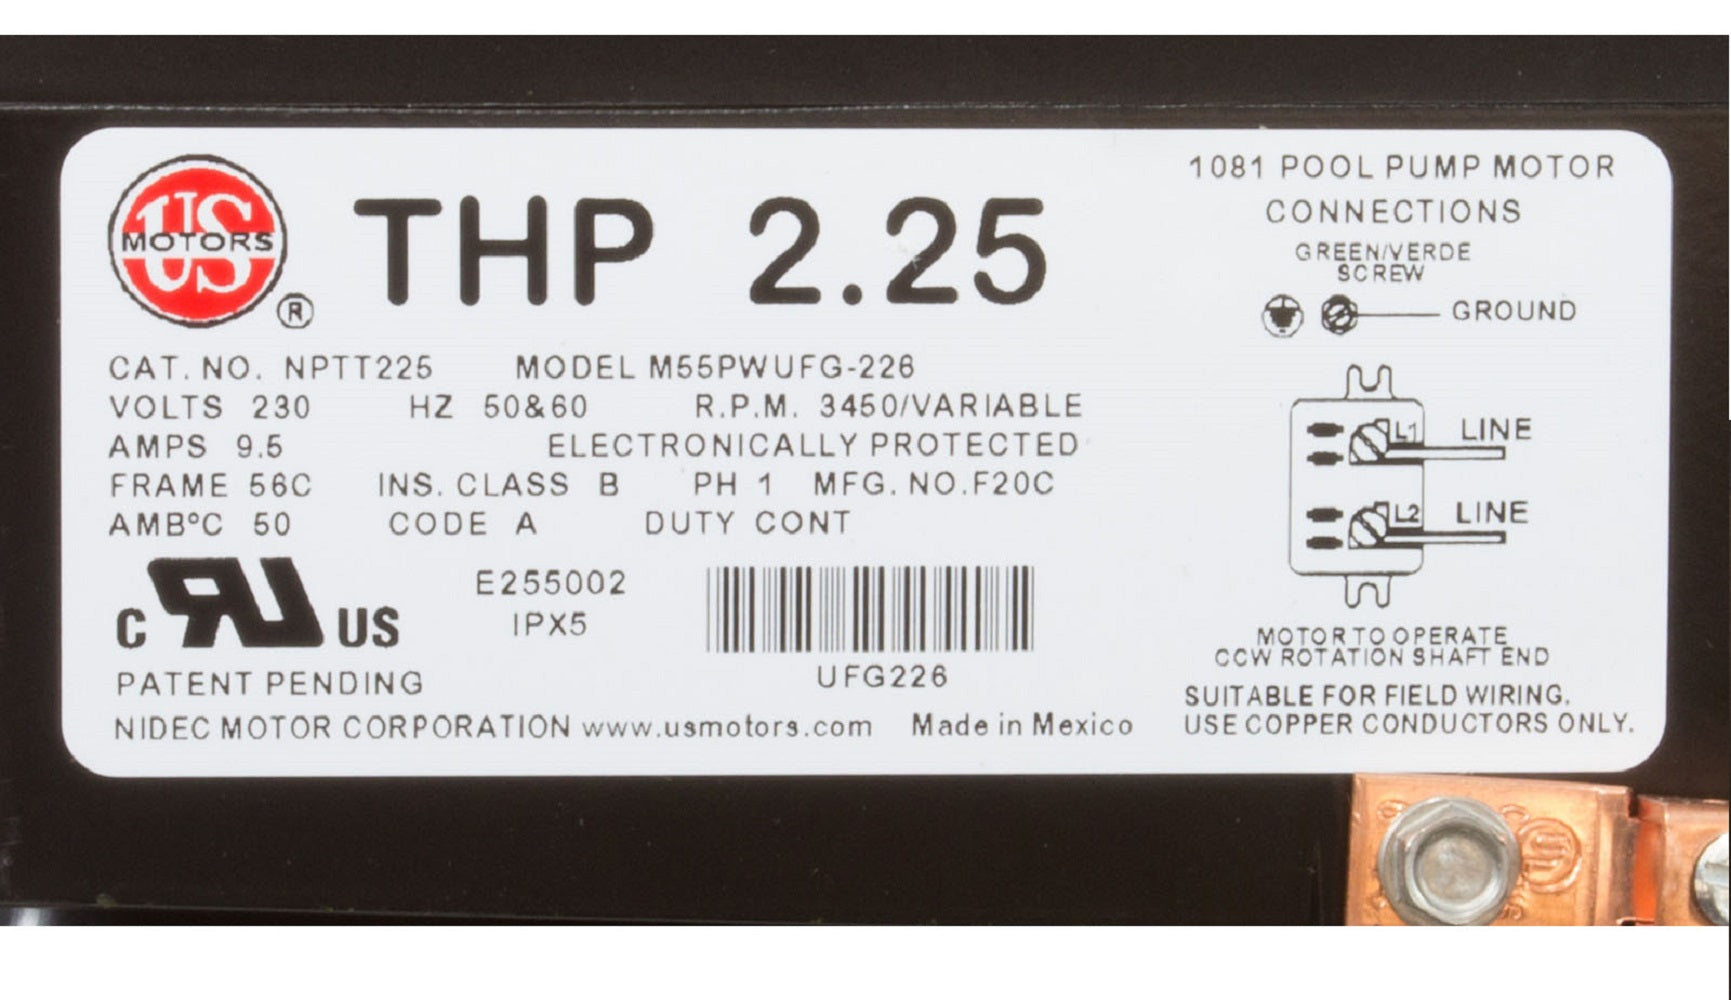 US
MOTORS
®
THP 2.25
CAT. NO. NPTT225 MODEL M55PWUFG-226
VOLTS 230 HZ 50&60 R.P.M. 3450/VARIABLE
AMPS 9.5 ELECTRONICALLY PROTECTED
FRAME 56C INS. CLASS B PH 1 MFG. NO. F20C
AMBºC 50 CODE A DUTY CONT
C RU US
E255002
IPX5
UFG226
PATENT PENDING
NIDEC MOTOR CORPORATION www.usmotors.com Made in Mexico
1081 POOL PUMP MOTOR
CONNECTIONS
GREEN/VERDE
SCREW
GROUND
L1 LINE
L2 LINE
MOTOR TO OPERATE
CCW ROTATION SHAFT END
SUITABLE FOR FIELD WIRING.
USE COPPER CONDUCTORS ONLY.
UL